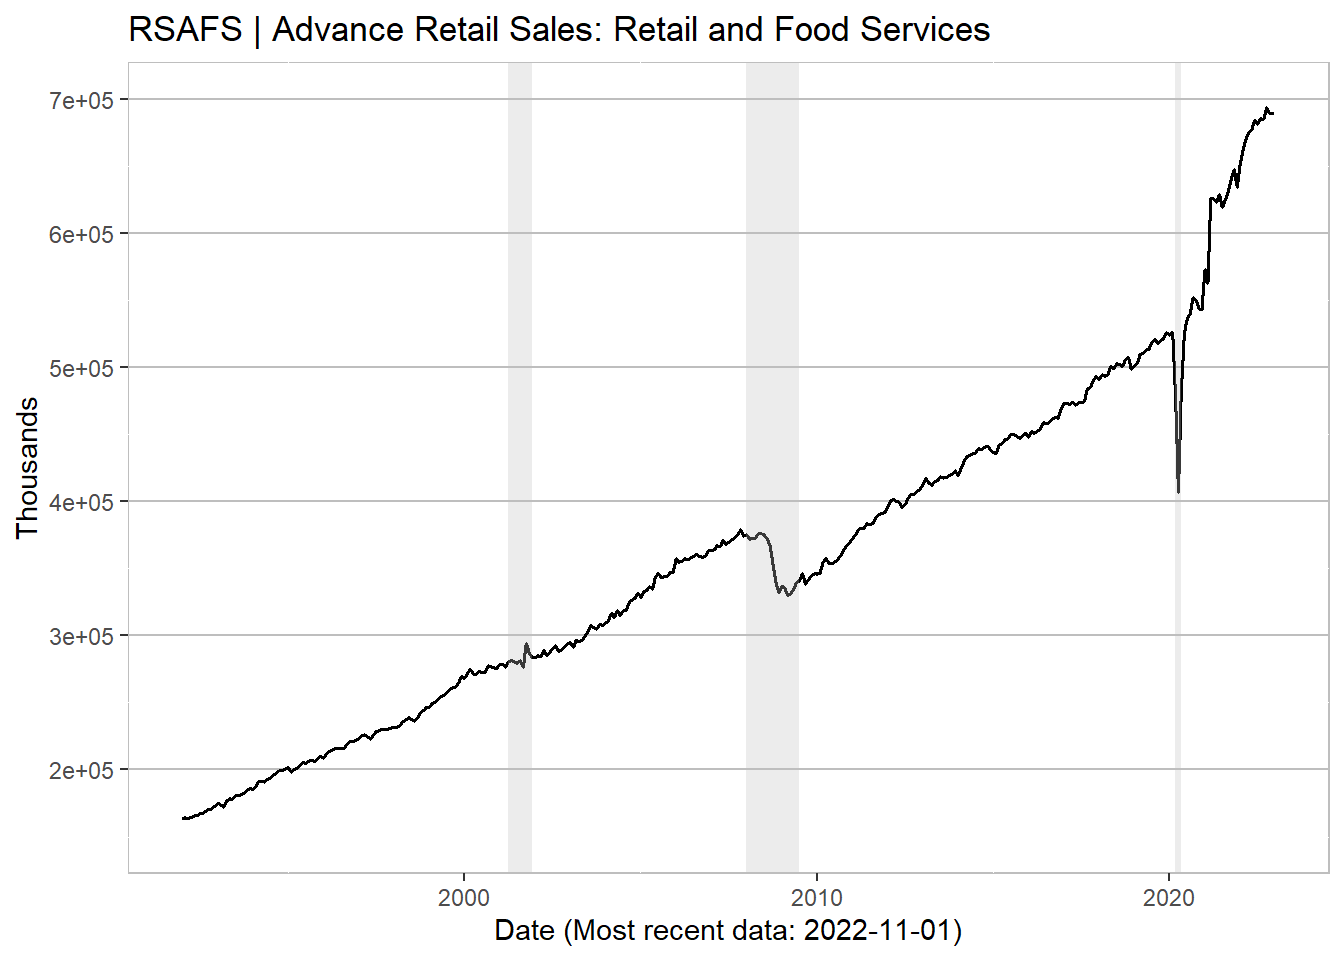 RSAFS | Advance Retail Sales: Retail and Food Services
7e+05
6e+05
5e+05
4e+05
3e+05
2e+05
Thousands
2000
2010
2020
Date (Most recent data: 2022-11-01)